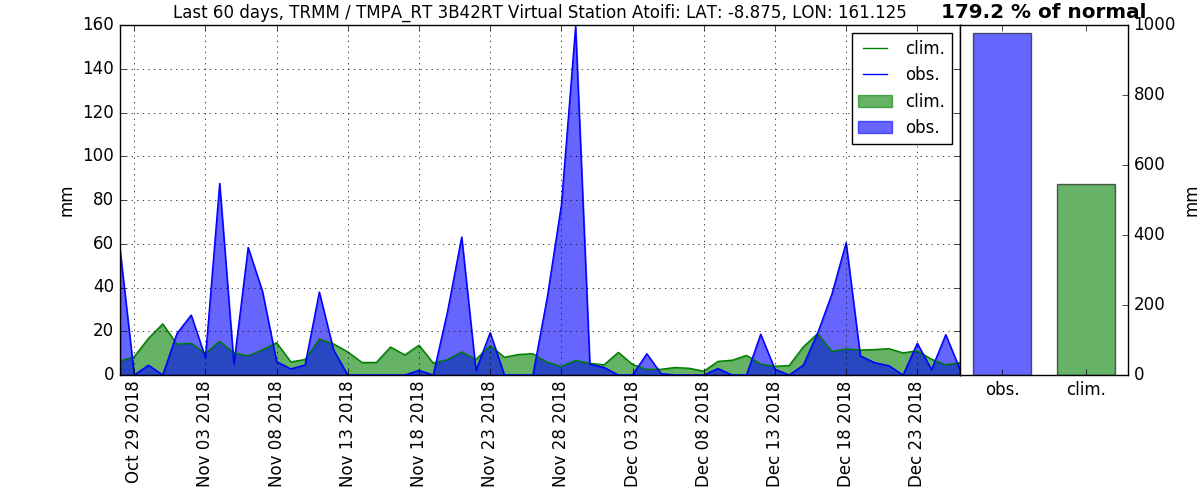 Last 60 days, TRMM / TMPA_RT 3B42RT Virtual Station Atoifi: LAT: -8.875, LON: 161.125
179.2 % of normal
160
140
120
100
80
60
40
20
0
mm
clim.
obs.
clim.
obs.
1000
800
600
400
200
0
mm
obs.
clim.
Oct 29 2018
Nov 03 2018
Nov 08 2018
Nov 13 2018
Nov 18 2018
Nov 23 2018
Nov 28 2018
Dec 03 2018
Dec 08 2018
Dec 13 2018
Dec 18 2018
Dec 23 2018